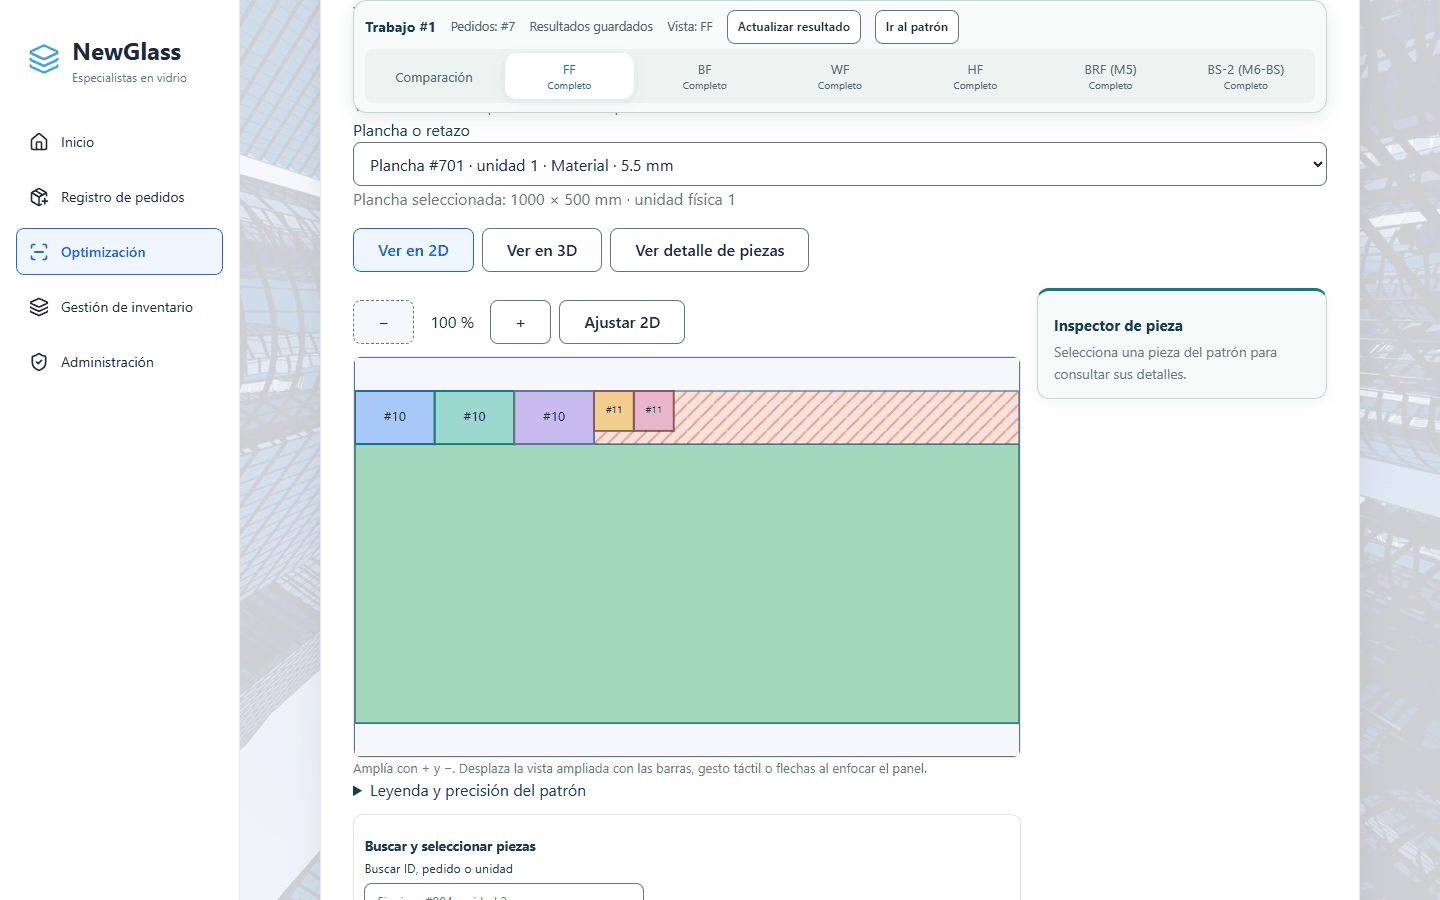 NewGlass
Especialistas en vidrio
Inicio
Registro de pedidos
Optimización
Gestión de inventario
Administración
Trabajo #1 Pedidos: #7 Resultados guardados Vista: FF Actualizar resultado Ir al patrón
Comparación
FF
Completo
BF
Completo
WF
Completo
HF
Completo
BRF (M5)
Completo
BS-2 (M6-BS)
Completo
Plancha o retazo
Plancha #701 · unidad 1 · Material · 5.5 mm
Plancha seleccionada: 1000 × 500 mm · unidad física 1
Ver en 2D Ver en 3D Ver detalle de piezas
− 100 % + Ajustar 2D
#10 #10 #10 #11 #11
Inspector de pieza
Selecciona una pieza del patrón para
consultar sus detalles.
Amplía con + y −. Desplaza la vista ampliada con las barras, gesto táctil o flechas al enfocar el panel.
Leyenda y precisión del patrón
Buscar y seleccionar piezas
Buscar ID, pedido o unidad